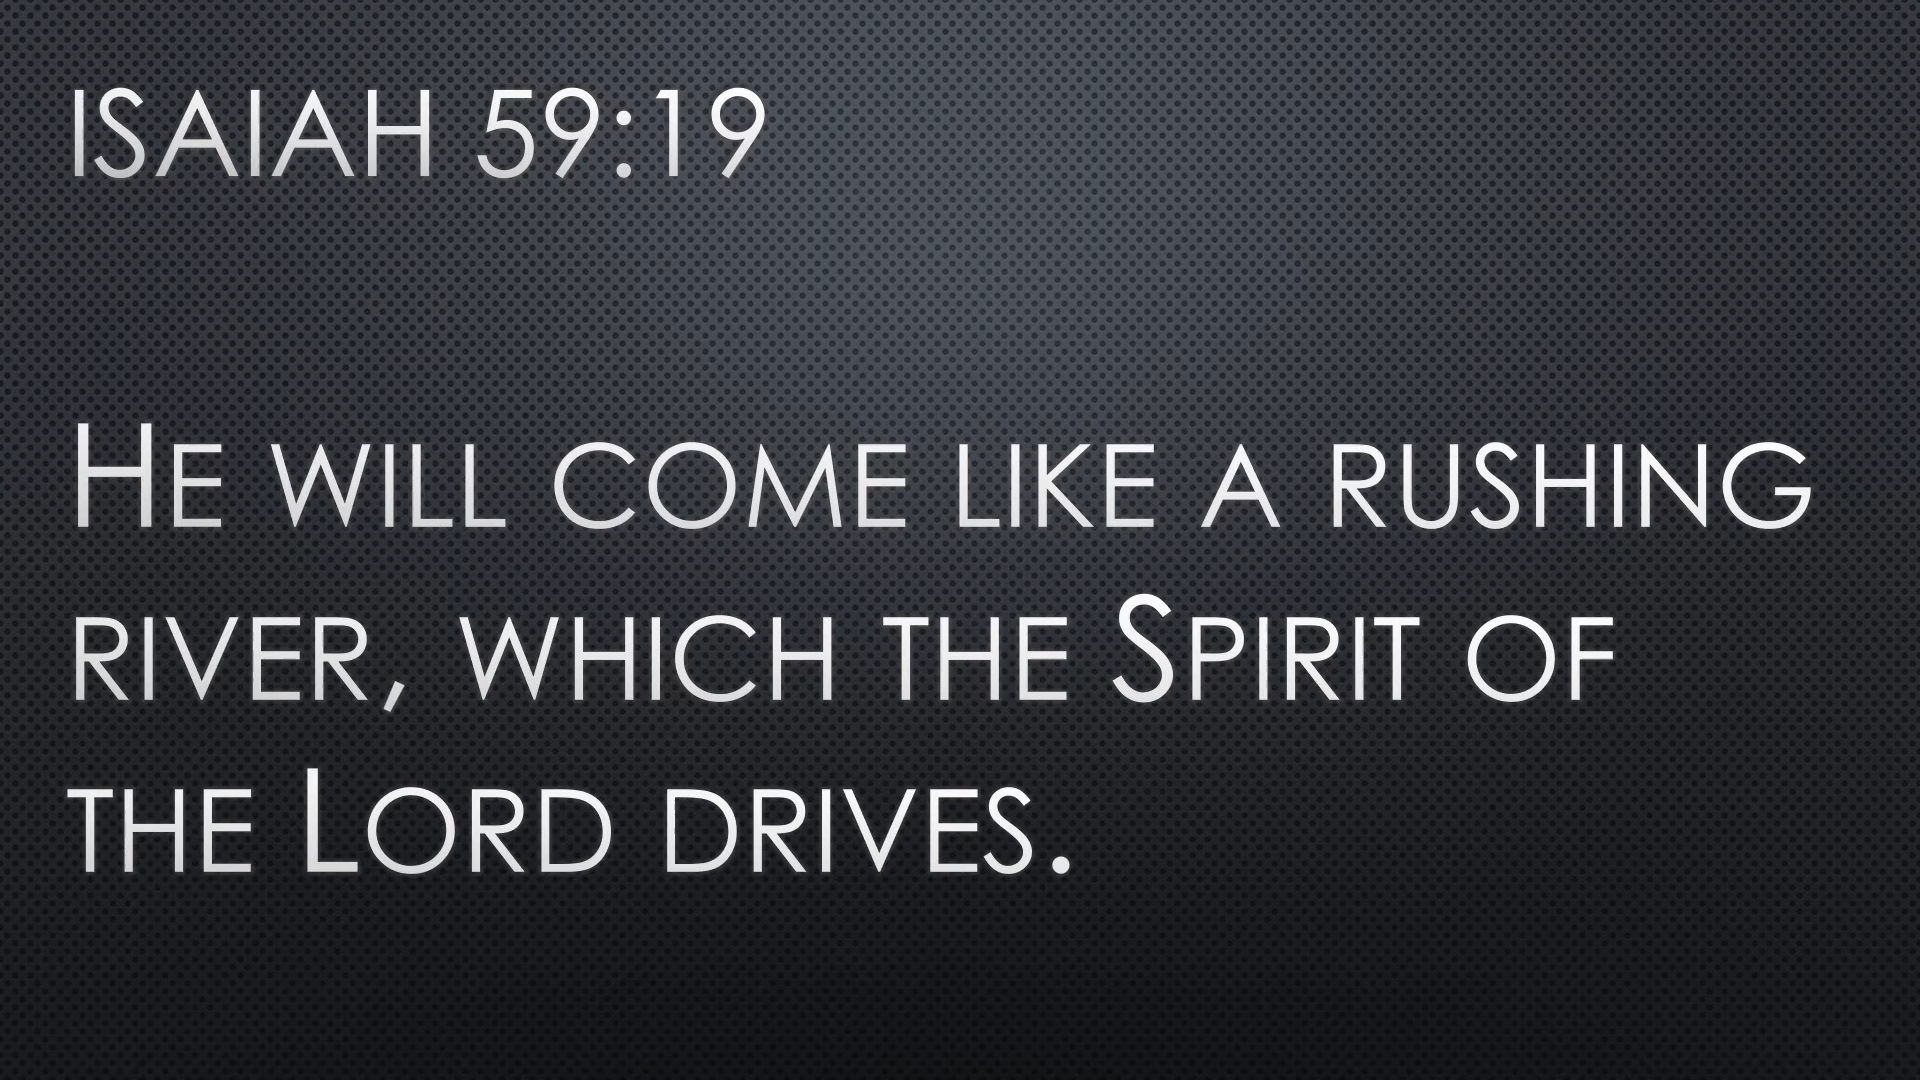 ISAIAH 59:19
He will come like a rushing
river, which the Spirit of
the Lord drives.